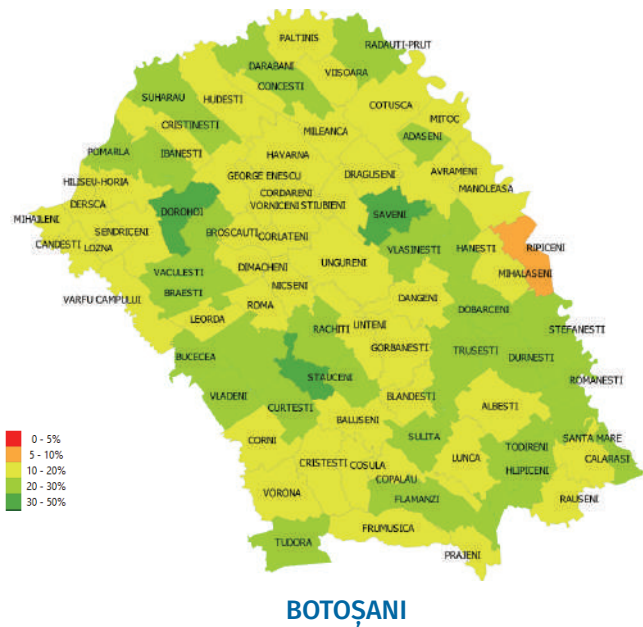 PALTINIS
RADAUTI-PRUT
DARABANI
VIISOARA
CONCESTI
SUHARAU
HUDESTI
COTUSCA
MITOC
CRISTINESTI
MILEANCA
ADASENI
POMARLA
IBANESTI
HAVARNA
GEORGE ENESCU
DRAGUSENI
AVRAMENI
HILISEU-HORIA
MANOLEASA
DERSCA
CORDARENI
VORNICENI
STIUBIENI
DOROHOI
SAVENI
MIHAILENI
SENDRICENI
BROSCAUTI
CORLATENI
CANDESTI
LOZNA
VLASINESTI
HANESTI
RIPICENI
UNGURENI
VACULESTI
DIMACHENI
MIHALASENI
NICSENI
BRAESTI
VARFU CAMPULUI
ROMA
DANGENI
DOBARCENI
LEORDA
RACHITI
UNTENI
STEFANESTI
GORBANESTI
BUCECEA
TRUSESTI
DURNESTI
STAUCENI
ROMANESTI
VLADENI
BLANDESTI
CURTESTI
ALBESTI
BALUSENI
CORNI
SULITA
SANTA MARE
TODIRENI
CRISTESTI
COSULA
LUNCA
CALARASI
HLIPICENI
COPALAU
VORONA
FLAMANZI
RAUSENI
FRUMUSICA
TUDORA
PRAJENI
0 - 5%
5 - 10%
10 - 20%
20 - 30%
30 - 50%
BOTOȘANI